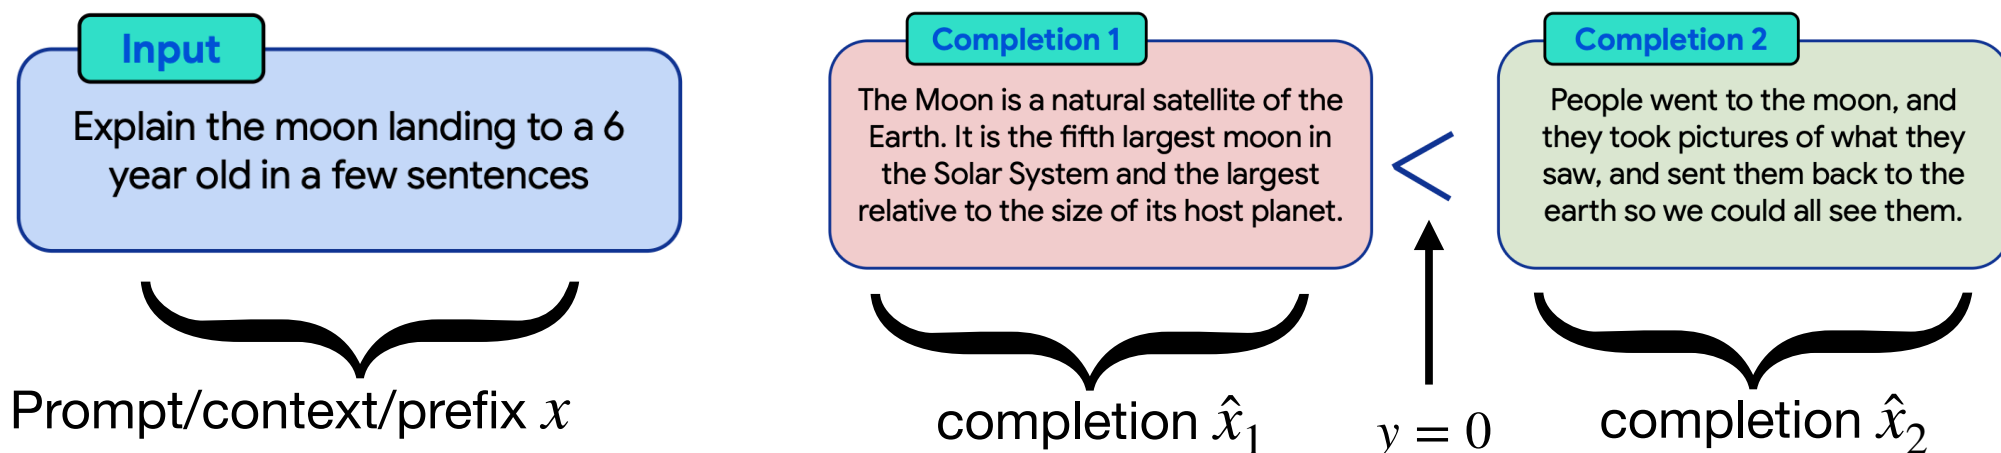 Input
Explain the moon landing to a 6
year old in a few sentences
Prompt/context/prefix x
Completion 1
The Moon is a natural satellite of the
Earth. It is the fifth largest moon in
the Solar System and the largest
relative to the size of its host planet.
completion x̂₁
<
y = 0
Completion 2
People went to the moon, and
they took pictures of what they
saw, and sent them back to the
earth so we could all see them.
completion x̂₂